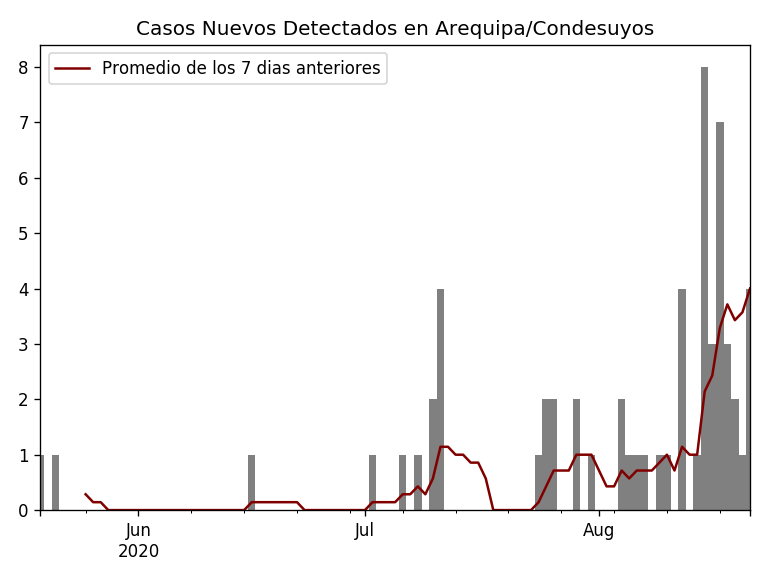 Casos Nuevos Detectados en Arequipa/Condesuyos
Promedio de los 7 dias anteriores
8
7
6
5
4
3
2
1
0
Jun
2020
Jul
Aug